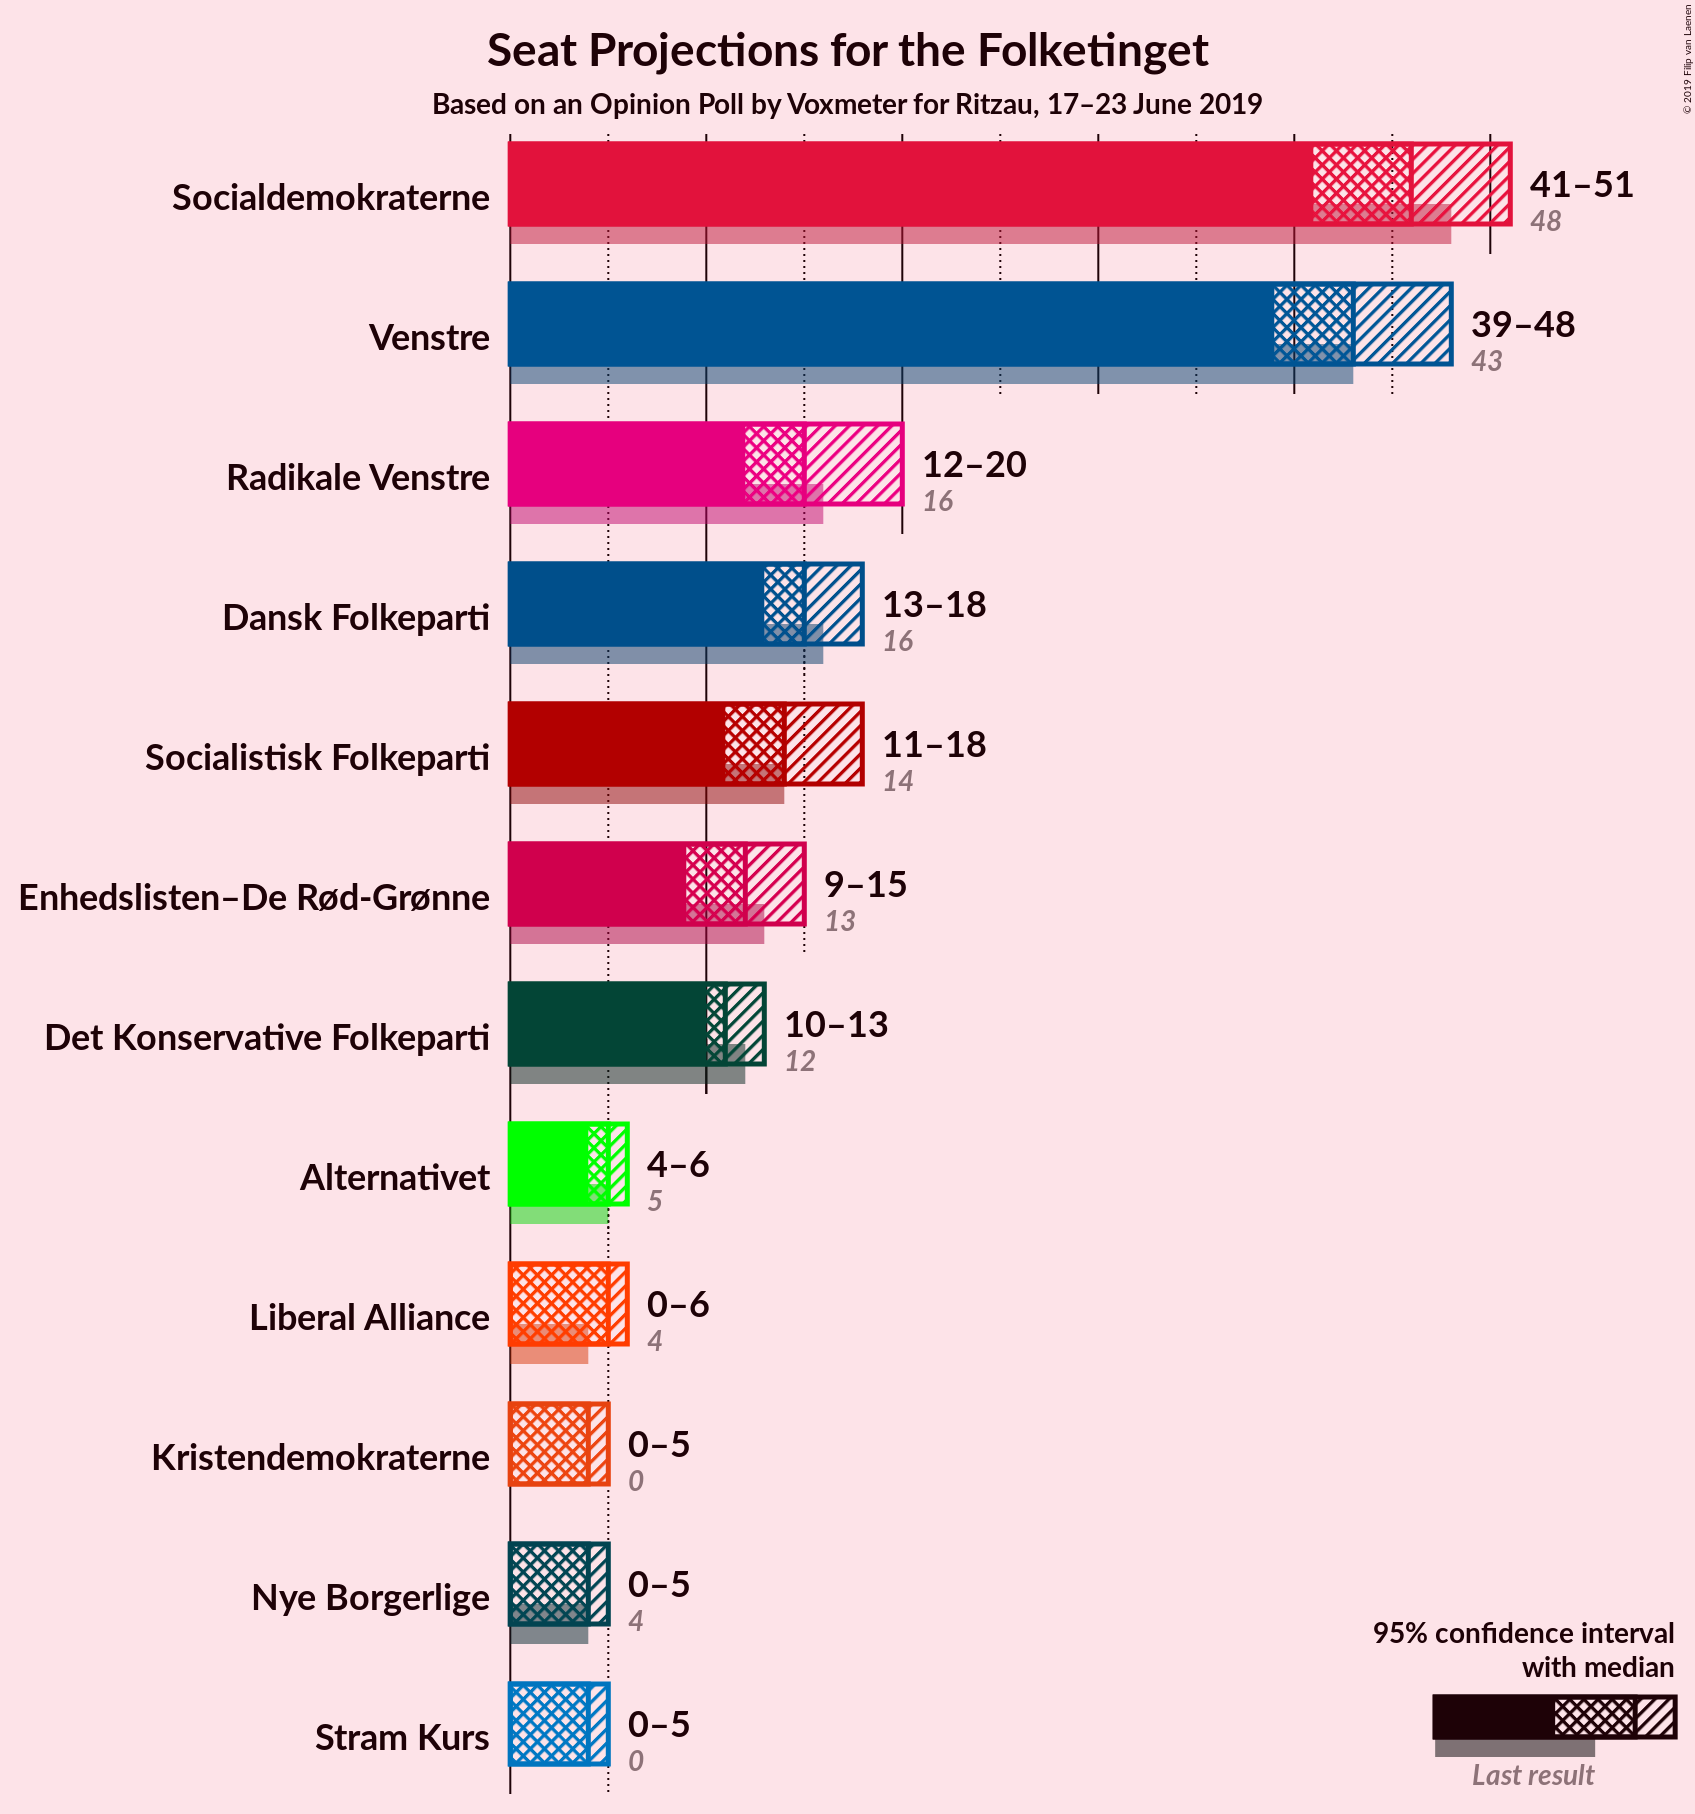 Seat Projections for the Folketinget
Based on an Opinion Poll by Voxmeter for Ritzau, 17–23 June 2019
© 2019 Filip van Laenen
Socialdemokraterne
41–51
48
Venstre
39–48
43
Radikale Venstre
12–20
16
Dansk Folkeparti
13–18
16
Socialistisk Folkeparti
11–18
14
Enhedslisten–De Rød-Grønne
9–15
13
Det Konservative Folkeparti
10–13
12
Alternativet
4–6
5
Liberal Alliance
0–6
4
Kristendemokraterne
0–5
0
Nye Borgerlige
0–5
4
Stram Kurs
0–5
0
95% confidence interval
with median
Last result